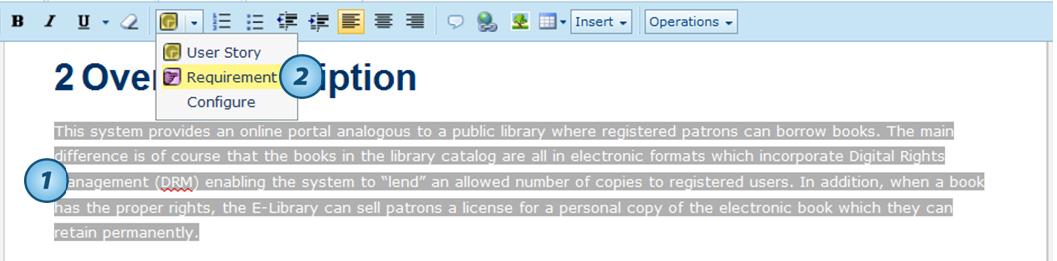 B I U Insert Operations
User Story
Requirement
Configure
2
2 Over iption
This system provides an online portal analogous to a public library where registered patrons can borrow books. The main
difference is of course that the books in the library catalog are all in electronic formats which incorporate Digital Rights
1
anagement (DRM) enabling the system to “lend” an allowed number of copies to registered users. In addition, when a book
has the proper rights, the E-Library can sell patrons a license for a personal copy of the electronic book which they can
retain permanently.